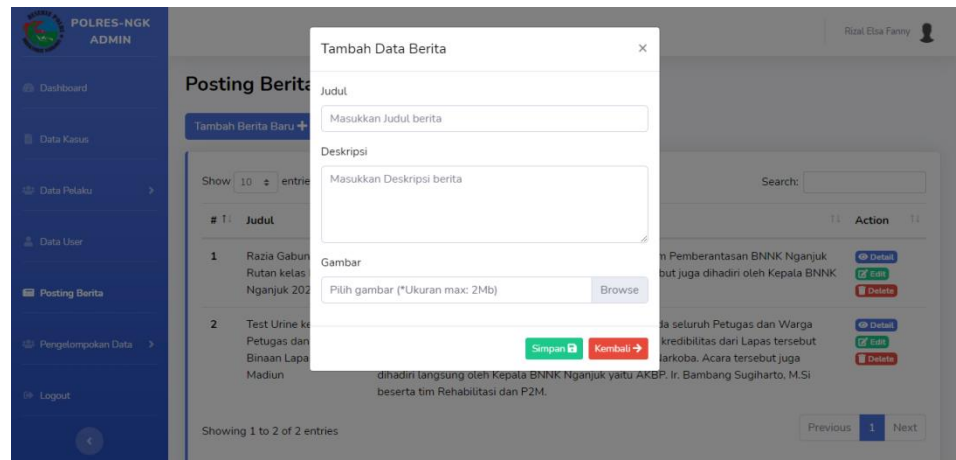 POLRES-NGK
ADMIN
Rizal Elsa Fanny
Dashboard
Data Kasus
Data Pelaku
Data User
Posting Berita
Pengelompokan Data
Logout
Posting Berita
Tambah Berita Baru
Tambah Data Berita ×
Judul
Masukkan Judul berita
Deskripsi
Masukkan Deskripsi berita
Gambar
Pilih gambar (*Ukuran max: 2Mb) Browse
Simpan Kembali
Show 10 entrie
Search:
# Judul Action
1 Razia Gabun
Rutan kelas
Nganjuk 202
Pemberantasan BNNK Nganjuk
but juga dihadiri oleh Kepala BNNK
Detail
Edit
Delete
2 Test Urine ke
Petugas dan
Binaan Lapa
Madiun
da seluruh Petugas dan Warga
kredibilitas dari Lapas tersebut
Narkoba. Acara tersebut juga
dihadiri langsung oleh Kepala BNNK Nganjuk yaitu AKBP. Ir. Bambang Sugiharto, M.Si
beserta tim Rehabilitasi dan P2M.
Detail
Edit
Delete
Showing 1 to 2 of 2 entries
Previous 1 Next